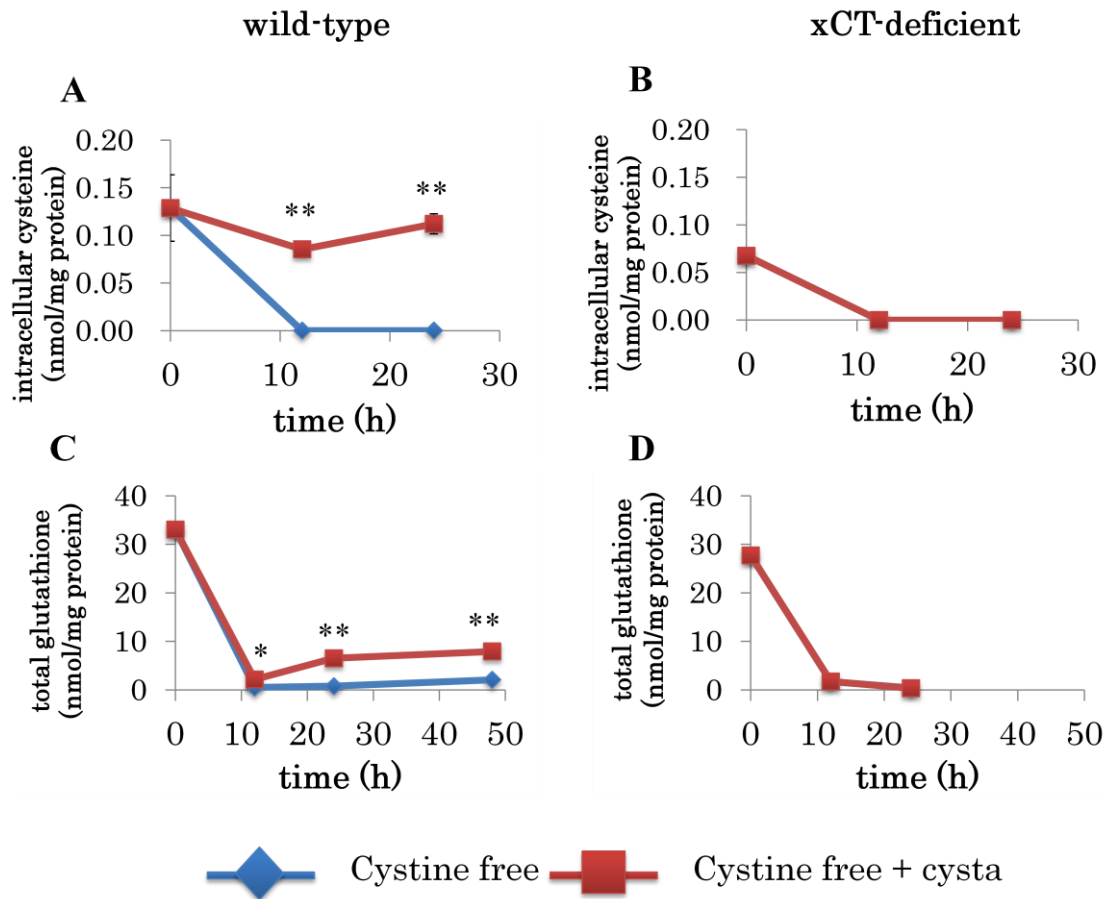 wild-type
xCT-deficient
A
intracellular cysteine
(nmol/mg protein)
0.20
0.15
0.10
0.05
0.00
**
**
0 10 20 30
time (h)
B
intracellular cysteine
(nmol/mg protein)
0.20
0.15
0.10
0.05
0.00
0 10 20 30
time (h)
C
total glutathione
(nmol/mg protein)
40
30
20
10
0
*
**
**
0 10 20 30 40 50
time (h)
D
total glutathione
(nmol/mg protein)
40
30
20
10
0
0 10 20 30 40 50
time (h)
Cystine free
Cystine free + cysta